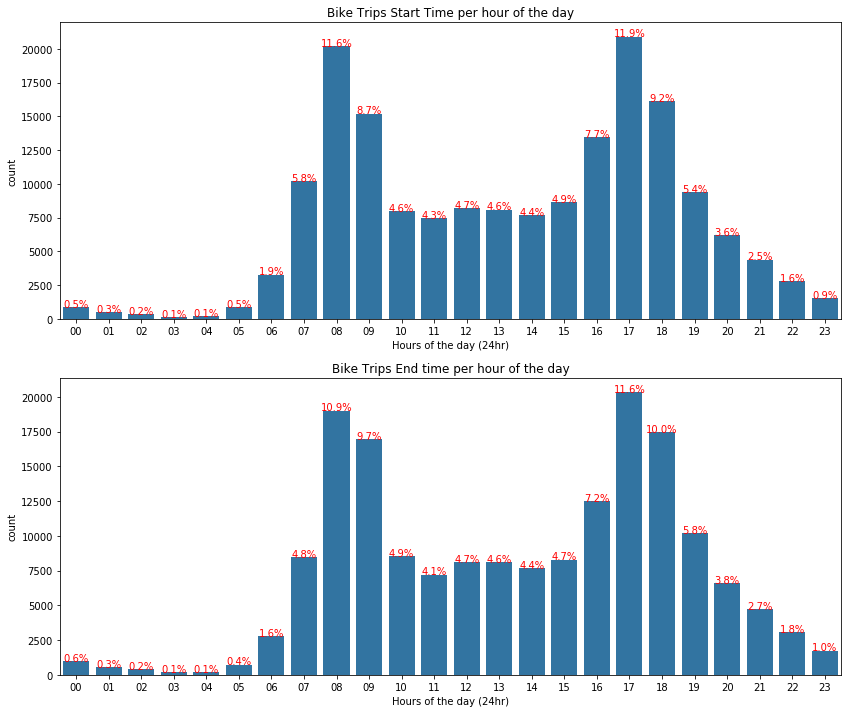 Bike Trips Start Time per hour of the day
count
20000
17500
15000
12500
10000
7500
5000
2500
0
0.5% 0.3% 0.2% 0.1% 0.1% 0.5% 1.9% 5.8% 11.6% 8.7% 4.6% 4.3% 4.7% 4.6% 4.4% 4.9% 7.7% 11.9% 9.2% 5.4% 3.6% 2.5% 1.6% 0.9%
00 01 02 03 04 05 06 07 08 09 10 11 12 13 14 15 16 17 18 19 20 21 22 23
Hours of the day (24hr)
Bike Trips End time per hour of the day
count
20000
17500
15000
12500
10000
7500
5000
2500
0
0.6% 0.3% 0.2% 0.1% 0.1% 0.4% 1.6% 4.8% 10.9% 9.7% 4.9% 4.1% 4.7% 4.6% 4.4% 4.7% 7.2% 11.6% 10.0% 5.8% 3.8% 2.7% 1.8% 1.0%
00 01 02 03 04 05 06 07 08 09 10 11 12 13 14 15 16 17 18 19 20 21 22 23
Hours of the day (24hr)